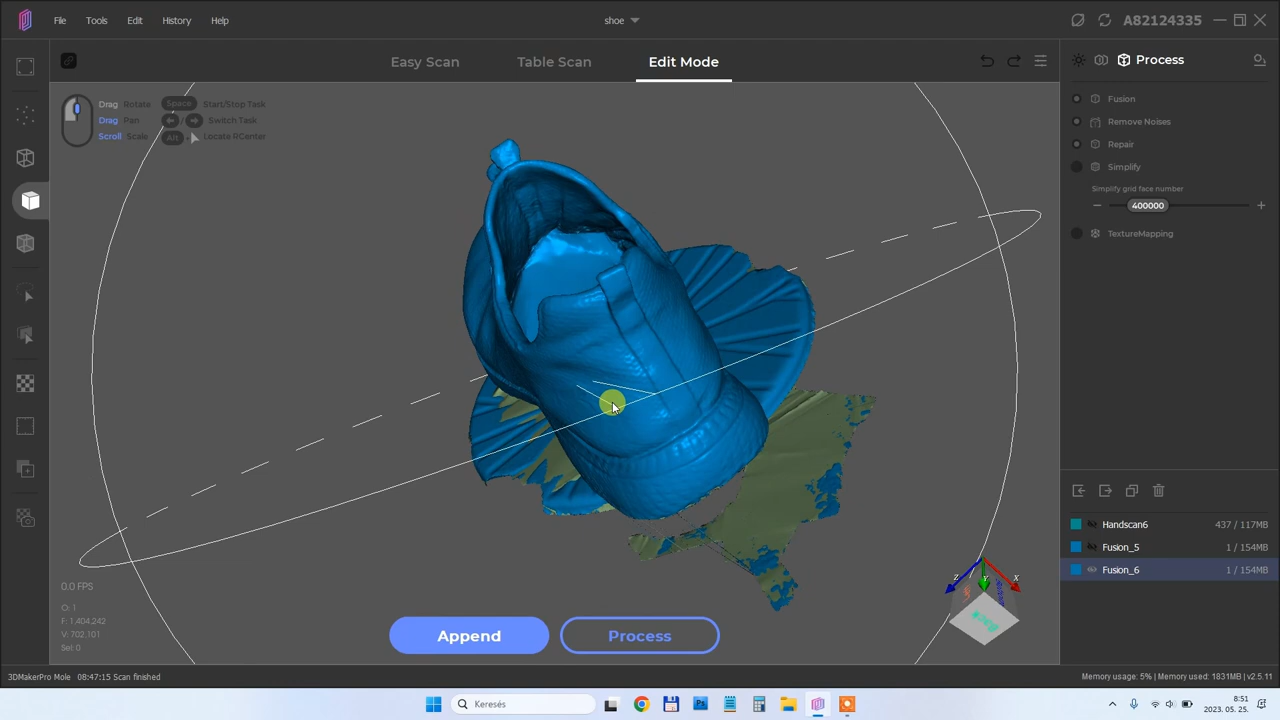 File Tools Edit History Help
shoe
A82124335
Easy Scan Table Scan Edit Mode
Process
Drag Rotate Space Start/Stop Task
Drag Pan Switch Task
Scroll Scale Alt Locate RCenter
Fusion
Remove Noises
Repair
Simplify
Simplify grid face number
400000
TextureMapping
Handscan6 437 / 117MB
Fusion_5 1 / 154MB
Fusion_6 1 / 154MB
0.0 FPS
O: 1
F: 1,404,242
V: 702,101
Sel: 0
Z Y X
Back
Append Process
3DMakerPro Mole 08:47:15 Scan finished
Memory usage: 5% | Memory used: 1831MB | v2.5.11
Keresés
8:51
2023. 05. 25.